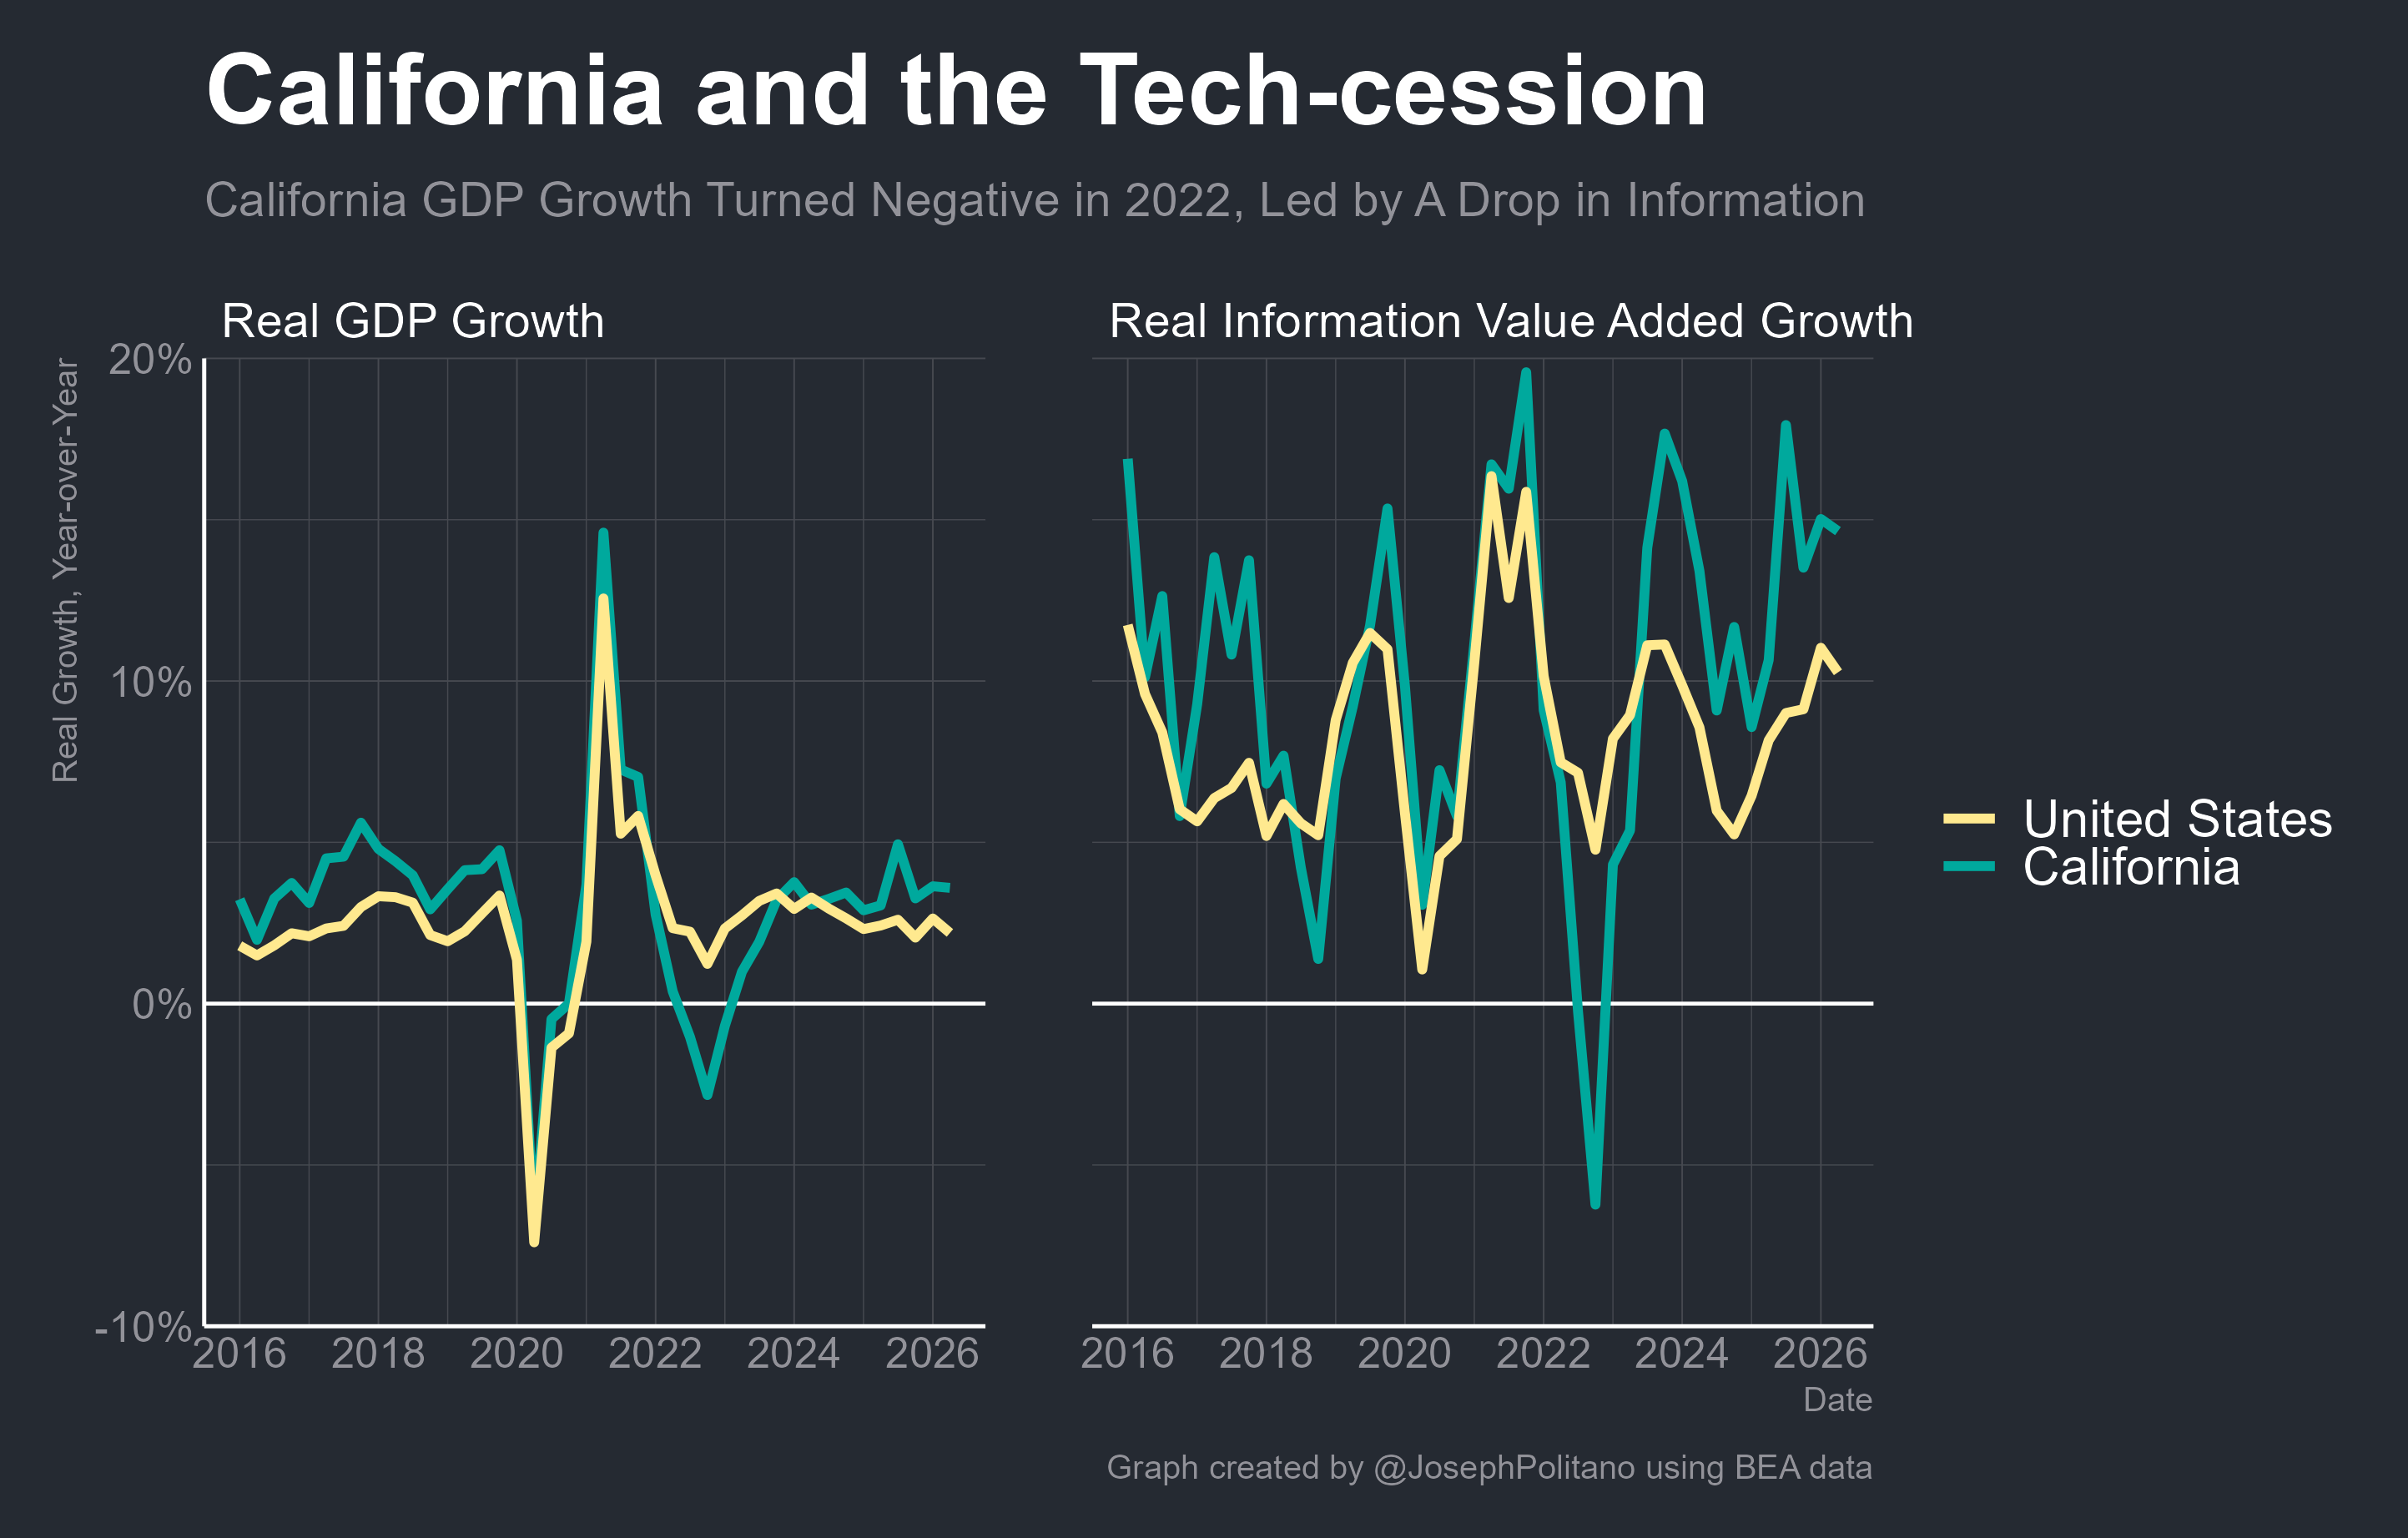 California and the Tech-cession
California GDP Growth Turned Negative in 2022, Led by A Drop in Information
Real GDP Growth
Real Information Value Added Growth
Real Growth, Year-over-Year
20%
10%
0%
-10%
2016 2018 2020 2022 2024 2026
2016 2018 2020 2022 2024 2026
United States
California
Date
Graph created by @JosephPolitano using BEA data